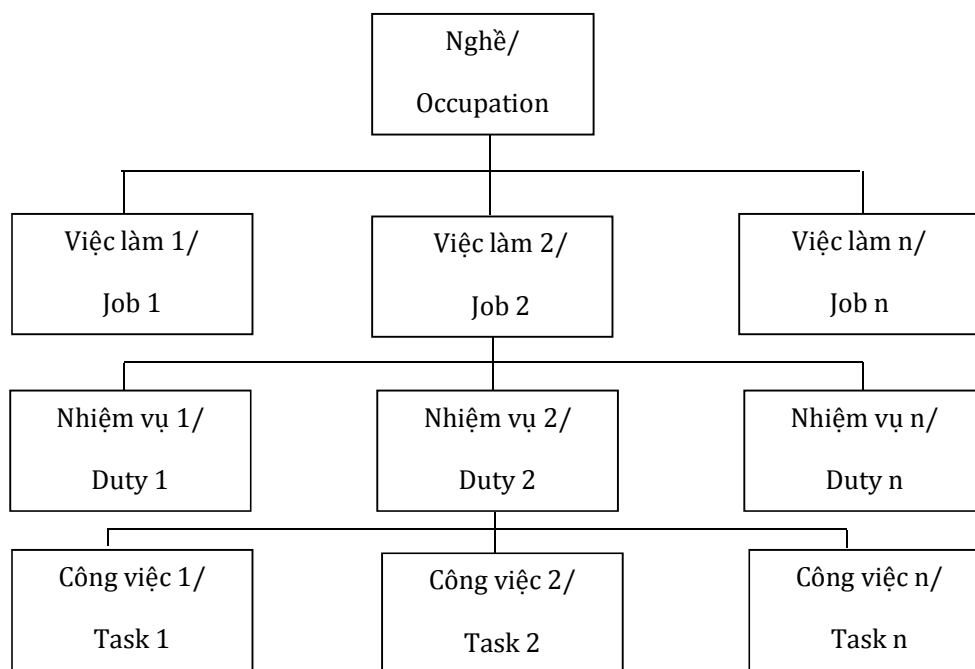 Nghề/
Occupation
Việc làm 1/
Job 1
Việc làm 2/
Job 2
Việc làm n/
Job n
Nhiệm vụ 1/
Duty 1
Nhiệm vụ 2/
Duty 2
Nhiệm vụ n/
Duty n
Công việc 1/
Task 1
Công việc 2/
Task 2
Công việc n/
Task n